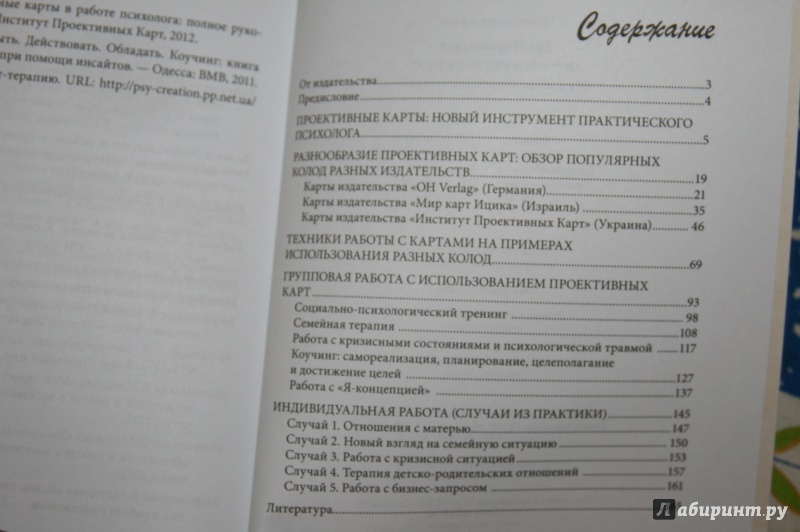 ные карты в работе психолога: полное руко-
нститут Проективных Карт, 2012.
ыть. Действовать. Обладать. Коучинг: книга
при помощи инсайтов. — Одесса: ВМВ, 2011.
е-терапию. URL: http://psy-creation.pp.net.ua/
Содержание
От издательства 3
Предисловие 4
ПРОЕКТИВНЫЕ КАРТЫ: НОВЫЙ ИНСТРУМЕНТ ПРАКТИЧЕСКОГО
ПСИХОЛОГА 5
РАЗНООБРАЗИЕ ПРОЕКТИВНЫХ КАРТ: ОБЗОР ПОПУЛЯРНЫХ
КОЛОД РАЗНЫХ ИЗДАТЕЛЬСТВ 19
Карты издательства «OH Verlag» (Германия) 21
Карты издательства «Мир карт Ицика» (Израиль) 35
Карты издательства «Институт Проективных Карт» (Украина) 46
ТЕХНИКИ РАБОТЫ С КАРТАМИ НА ПРИМЕРАХ
ИСПОЛЬЗОВАНИЯ РАЗНЫХ КОЛОД 69
ГРУППОВАЯ РАБОТА С ИСПОЛЬЗОВАНИЕМ ПРОЕКТИВНЫХ
КАРТ 93
Социально-психологический тренинг 98
Семейная терапия 108
Работа с кризисными состояниями и психологической травмой 117
Коучинг: самореализация, планирование, целеполагание
и достижение целей 127
Работа с «Я-концепцией» 137
ИНДИВИДУАЛЬНАЯ РАБОТА (СЛУЧАИ ИЗ ПРАКТИКИ) 145
Случай 1. Отношения с матерью 147
Случай 2. Новый взгляд на семейную ситуацию 150
Случай 3. Работа с кризисной ситуацией 153
Случай 4. Терапия детско-родительских отношений 157
Случай 5. Работа с бизнес-запросом 161
Литература
Лабиринт.ру